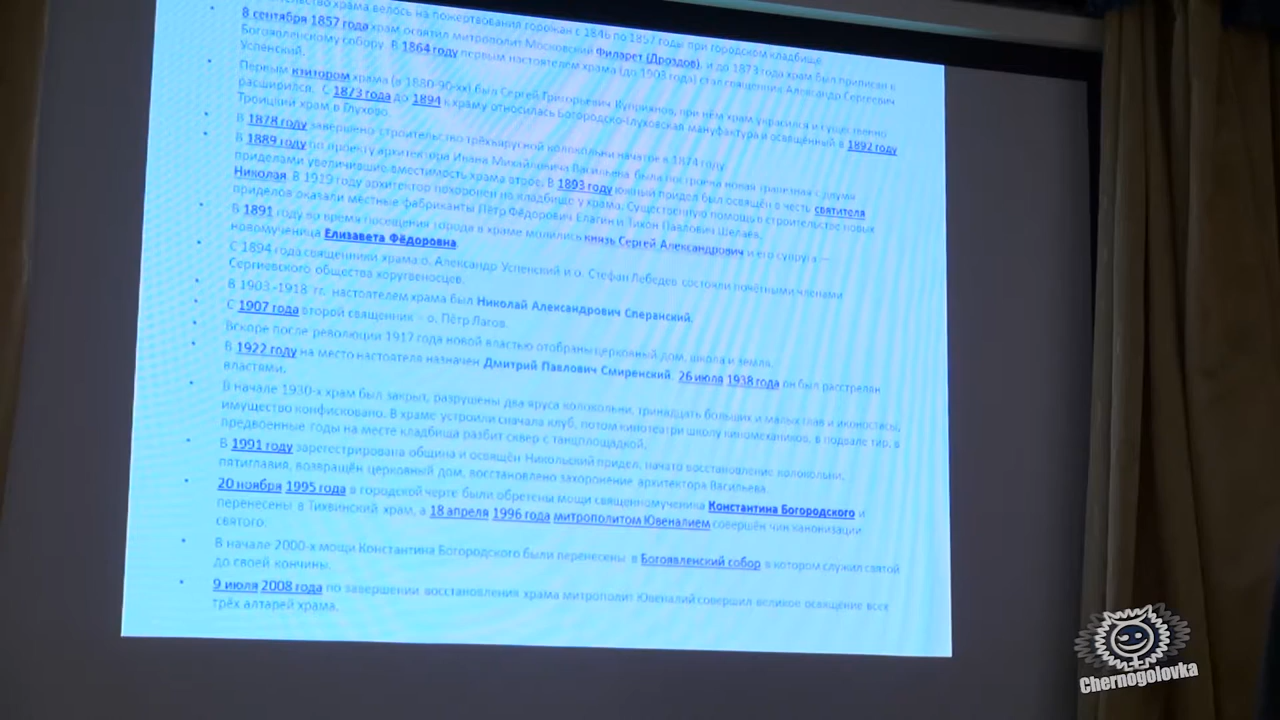 храма велось на пожертвования горожан с 1846 по 1857 годы при городском кладбище.
8 сентября 1857 года храм освятил митрополит Московский Филарет (Дроздов), и до 1873 года храм был приписан к
Богоявленскому собору. В 1864 году первым настоятелем храма (до 1903 года) стал священник Александр Сергеевич
Успенский.
Первым ктитором храма (в 1880-90-хх) был Сергей Григорьевич Куприянов, при нём храм украсился и существенно
расширился. С 1873 года до 1894 к храму относилась Богородско-Глуховская мануфактура и освящённый в 1892 году
Троицкий храм в Глухово.
В 1878 году завершено строительство трёхъярусной колокольни начатое в 1874 году.
В 1889 году по проекту архитектора Ивана Михайловича Васильева была построена новая трапезная с двумя
приделами увеличившие вместимость храма втрое. В 1893 году южный придел был освящён в честь святителя
Николая. В 1919 году архитектор похоронен на кладбище у храма. Существенную помощь в строительстве новых
приделов оказали местные фабриканты Пётр Фёдорович Елагин и Тихон Павлович Шелаев.
В 1891 году во время посещения города в храме молились князь Сергей Александрович и его супруга —
новомученица Елизавета Фёдоровна.
С 1894 года священники храма о. Александр Успенский и о. Стефан Лебедев состояли почётными членами
Сергиевского общества хоругвеносцев.
В 1903-1918 гг. настоятелем храма был Николай Александрович Сперанский.
С 1907 года второй священник – о. Пётр Лагов.
Вскоре после революции 1917 года новой властью отобраны церковный дом, школа и земля.
В 1922 году на место настоятеля назначен Дмитрий Павлович Смиренский. 26 июля 1938 года он был расстрелян
властями.
В начале 1930-х храм был закрыт, разрушены два яруса колокольни, тринадцать больших и малых глав и иконостасы,
имущество конфисковано. В храме устроили сначала клуб, потом кинотеатр и школу киномехаников, в подвале тир, в
предвоенные годы на месте кладбища разбит сквер с танцплощадкой.
В 1991 году зарегестрирована община и освящён Никольский придел, начато восстановление колокольни,
пятиглавия, возвращён церковный дом, восстановлено захоронение архитектора Васильева.
20 ноября 1995 года в городской черте были обретены мощи священномученика Константина Богородского и
перенесены в Тихвинский храм, а 18 апреля 1996 года митрополитом Ювеналием совершён чин канонизации
святого.
В начале 2000-х мощи Константина Богородского были перенесены в Богоявленский собор в котором служил святой
до своей кончины.
9 июля 2008 года по завершении восстановления храма митрополит Ювеналий совершил великое освящение всех
трёх алтарей храма.
Chernogolovka